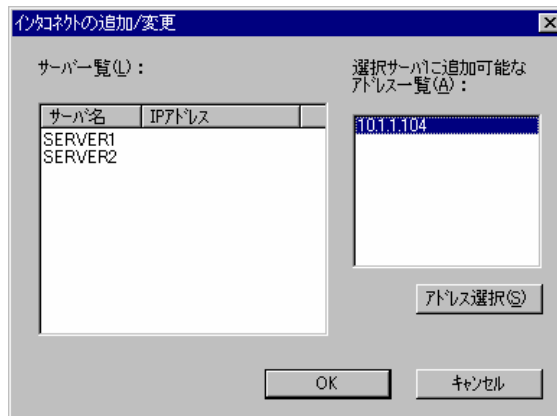 インタコネクトの追加/変更
サーバ一覧(L) :
選択サーバに追加可能な
アドレス一覧(A) :
サーバ名 IPアドレス
SERVER1
SERVER2
10.1.1.104
アドレス選択(S)
OK キャンセル